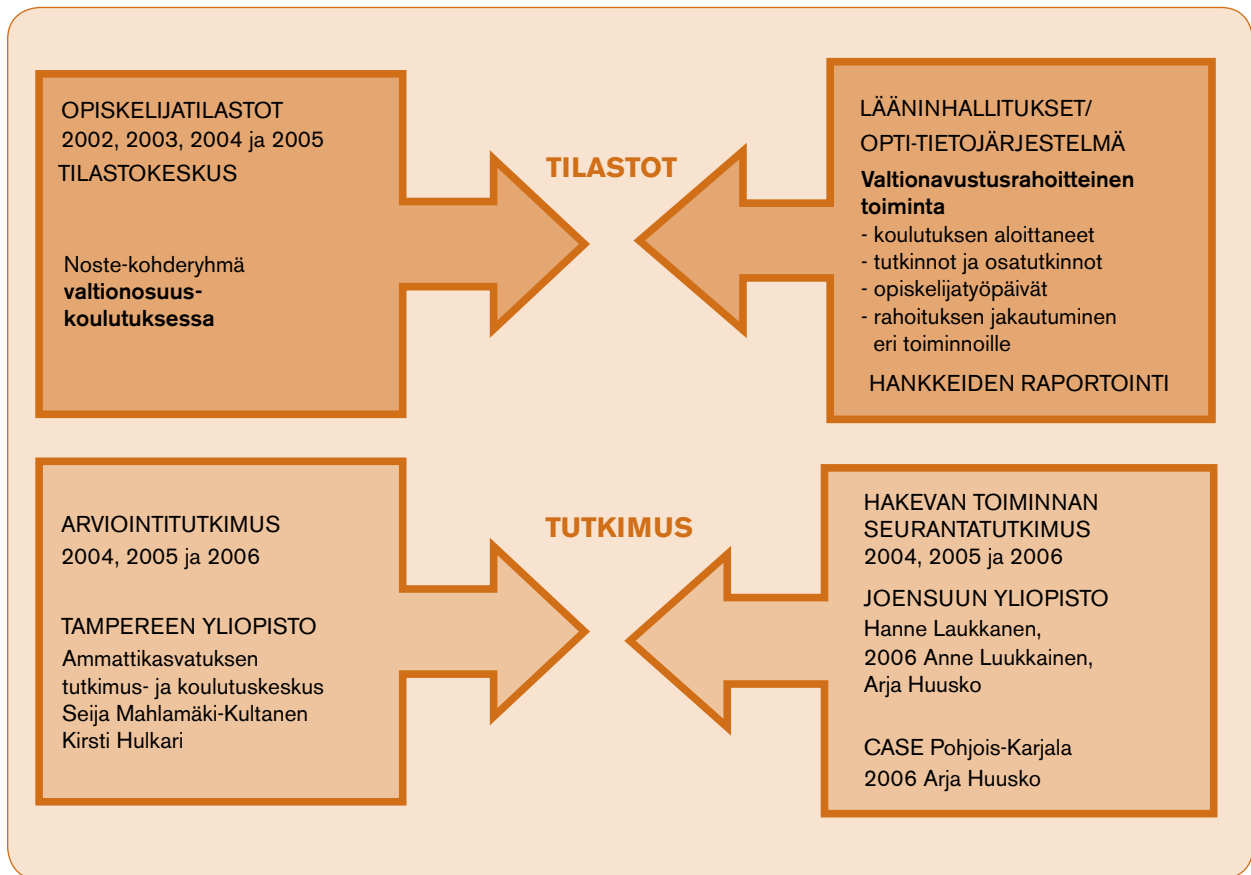 OPISKELIJATILASTOT
2002, 2003, 2004 ja 2005
TILASTOKESKUS
Noste-kohderyhmä
valtionosuus-
koulutuksessa
TILASTOT
LÄÄNINHALLITUKSET/
OPTI-TIETOJÄRJESTELMÄ
Valtionavustusrahoitteinen
toiminta
- koulutuksen aloittaneet
- tutkinnot ja osatutkinnot
- opiskelijatyöpäivät
- rahoituksen jakautuminen
eri toiminnoille
HANKKEIDEN RAPORTOINTI
ARVIOINTITUTKIMUS
2004, 2005 ja 2006
TAMPEREEN YLIOPISTO
Ammattikasvatuksen
tutkimus- ja koulutuskeskus
Seija Mahlamäki-Kultanen
Kirsti Hulkari
TUTKIMUS
HAKEVAN TOIMINNAN
SEURANTATUTKIMUS
2004, 2005 ja 2006
JOENSUUN YLIOPISTO
Hanne Laukkanen,
2006 Anne Luukkainen,
Arja Huusko
CASE Pohjois-Karjala
2006 Arja Huusko